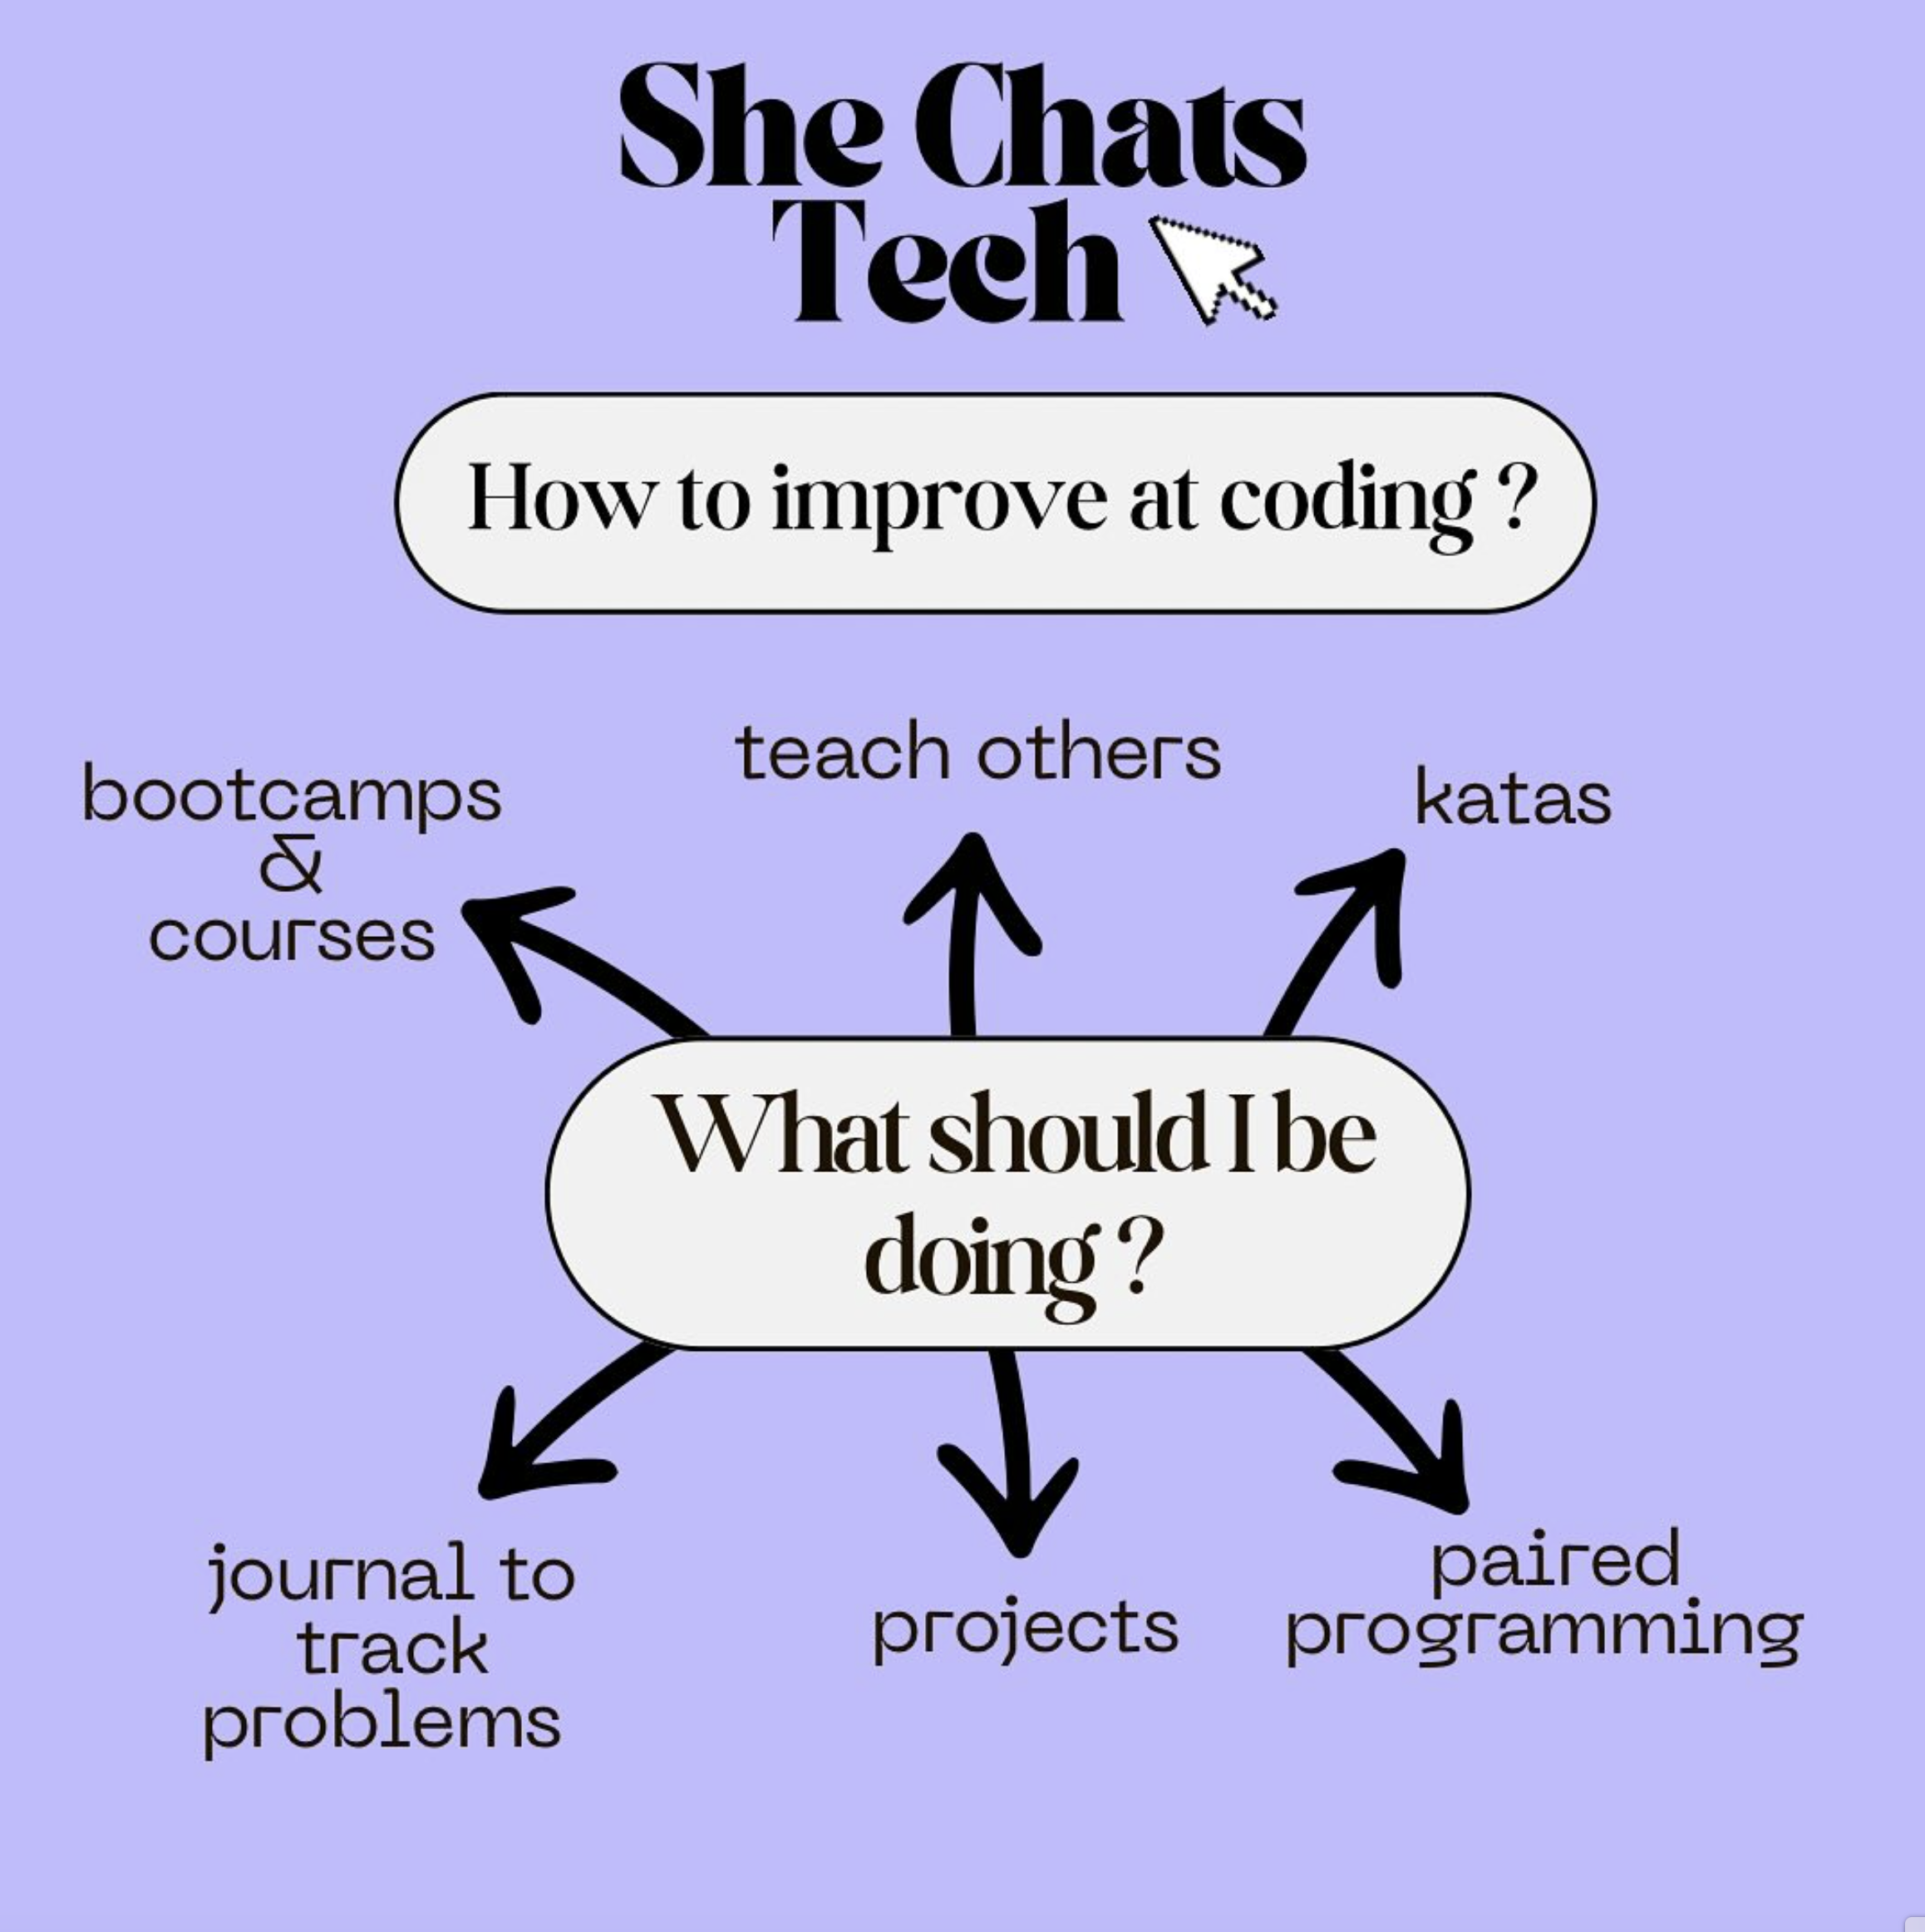 She Chats
Tech
How to improve at coding ?
teach others
bootcamps
&
courses
katas
What should I be
doing ?
journal to
track
problems
projects
paired
programming